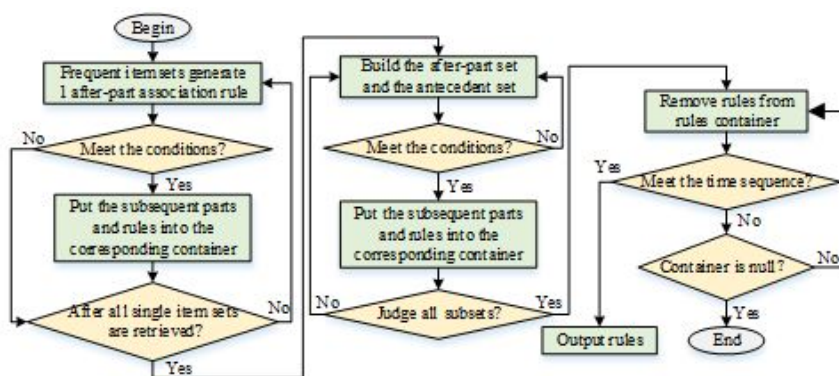 Begin
Frequent item sets generate
1 after-part association rule
No
Meet the conditions?
Yes
Put the subsequent parts
and rules into the
corresponding container
After all single item sets
are retrieved?
No
Yes
Build the after-part set
and the antecedent set
Meet the conditions?
No
Yes
Put the subsequent parts
and rules into the
corresponding container
No
Judge all subsets?
Yes
Remove rules from
rules container
Yes
Meet the time sequence?
No
Container is null?
No
Yes
Output rules
End